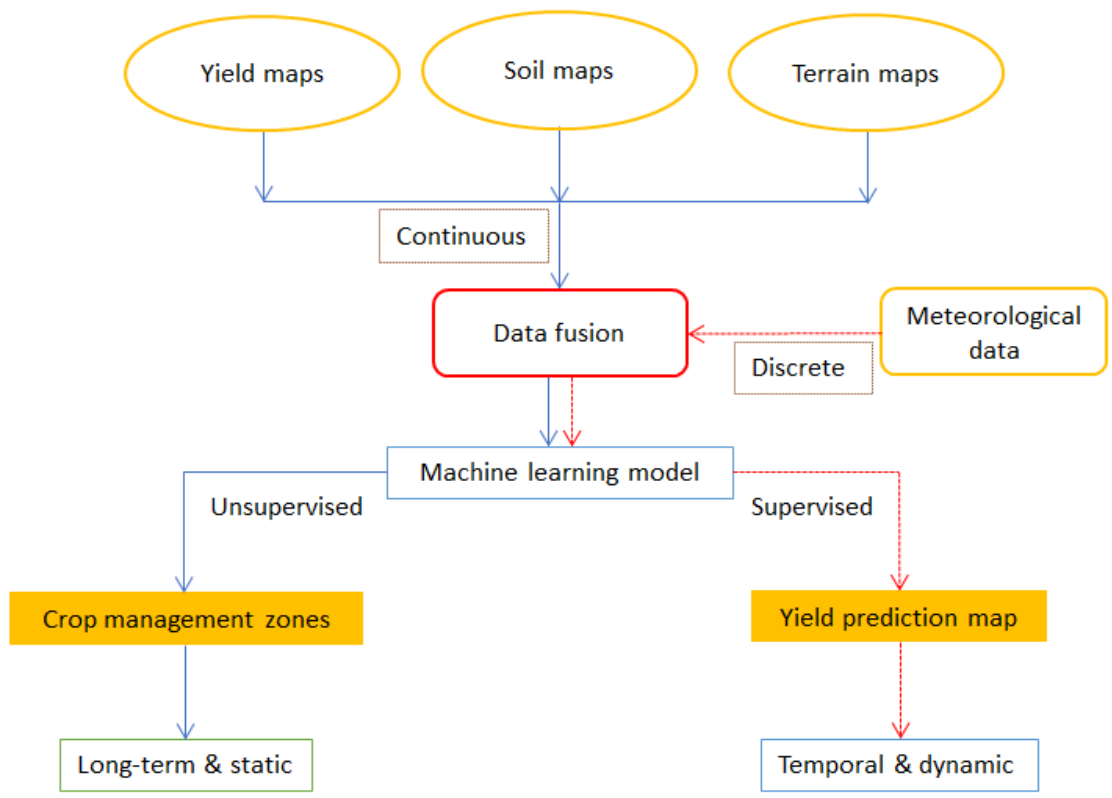 Yield maps
Soil maps
Terrain maps
Continuous
Data fusion
Meteorological
data
Discrete
Machine learning model
Unsupervised
Supervised
Crop management zones
Yield prediction map
Long-term & static
Temporal & dynamic